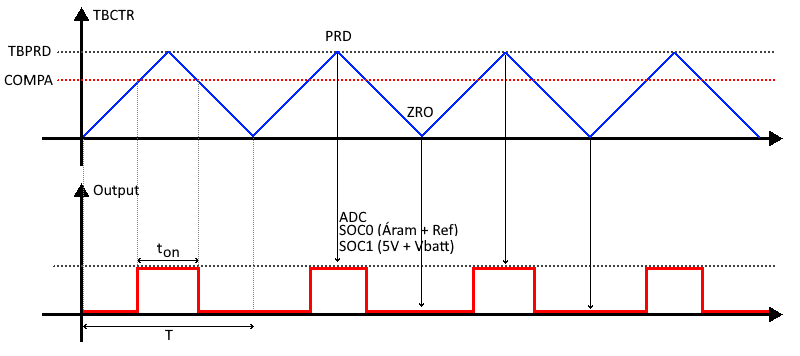 TBCTR
PRD
TBPRD
COMPA
ZRO
Output
ADC
SOC0 (Áram + Ref)
SOC1 (5V + Vbatt)
ton
T